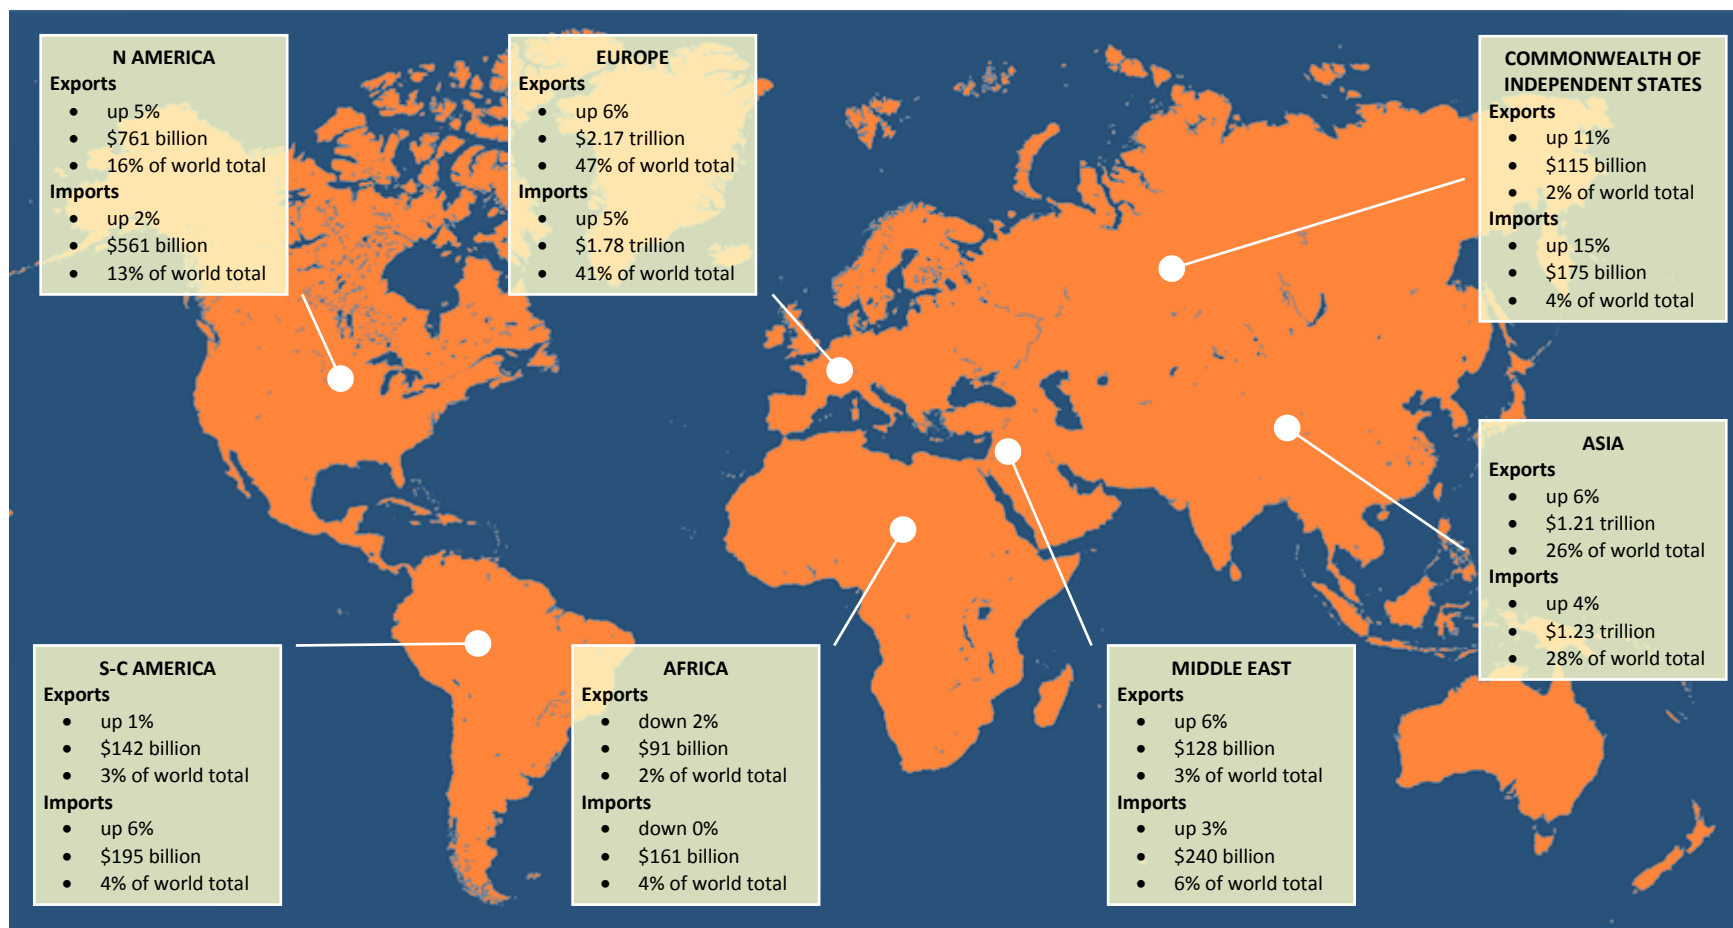 N AMERICA
Exports
• up 5%
• $761 billion
• 16% of world total
Imports
• up 2%
• $561 billion
• 13% of world total
EUROPE
Exports
• up 6%
• $2.17 trillion
• 47% of world total
Imports
• up 5%
• $1.78 trillion
• 41% of world total
COMMONWEALTH OF
INDEPENDENT STATES
Exports
• up 11%
• $115 billion
• 2% of world total
Imports
• up 15%
• $175 billion
• 4% of world total
ASIA
Exports
• up 6%
• $1.21 trillion
• 26% of world total
Imports
• up 4%
• $1.23 trillion
• 28% of world total
S-C AMERICA
Exports
• up 1%
• $142 billion
• 3% of world total
Imports
• up 6%
• $195 billion
• 4% of world total
AFRICA
Exports
• down 2%
• $91 billion
• 2% of world total
Imports
• down 0%
• $161 billion
• 4% of world total
MIDDLE EAST
Exports
• up 6%
• $128 billion
• 3% of world total
Imports
• up 3%
• $240 billion
• 6% of world total